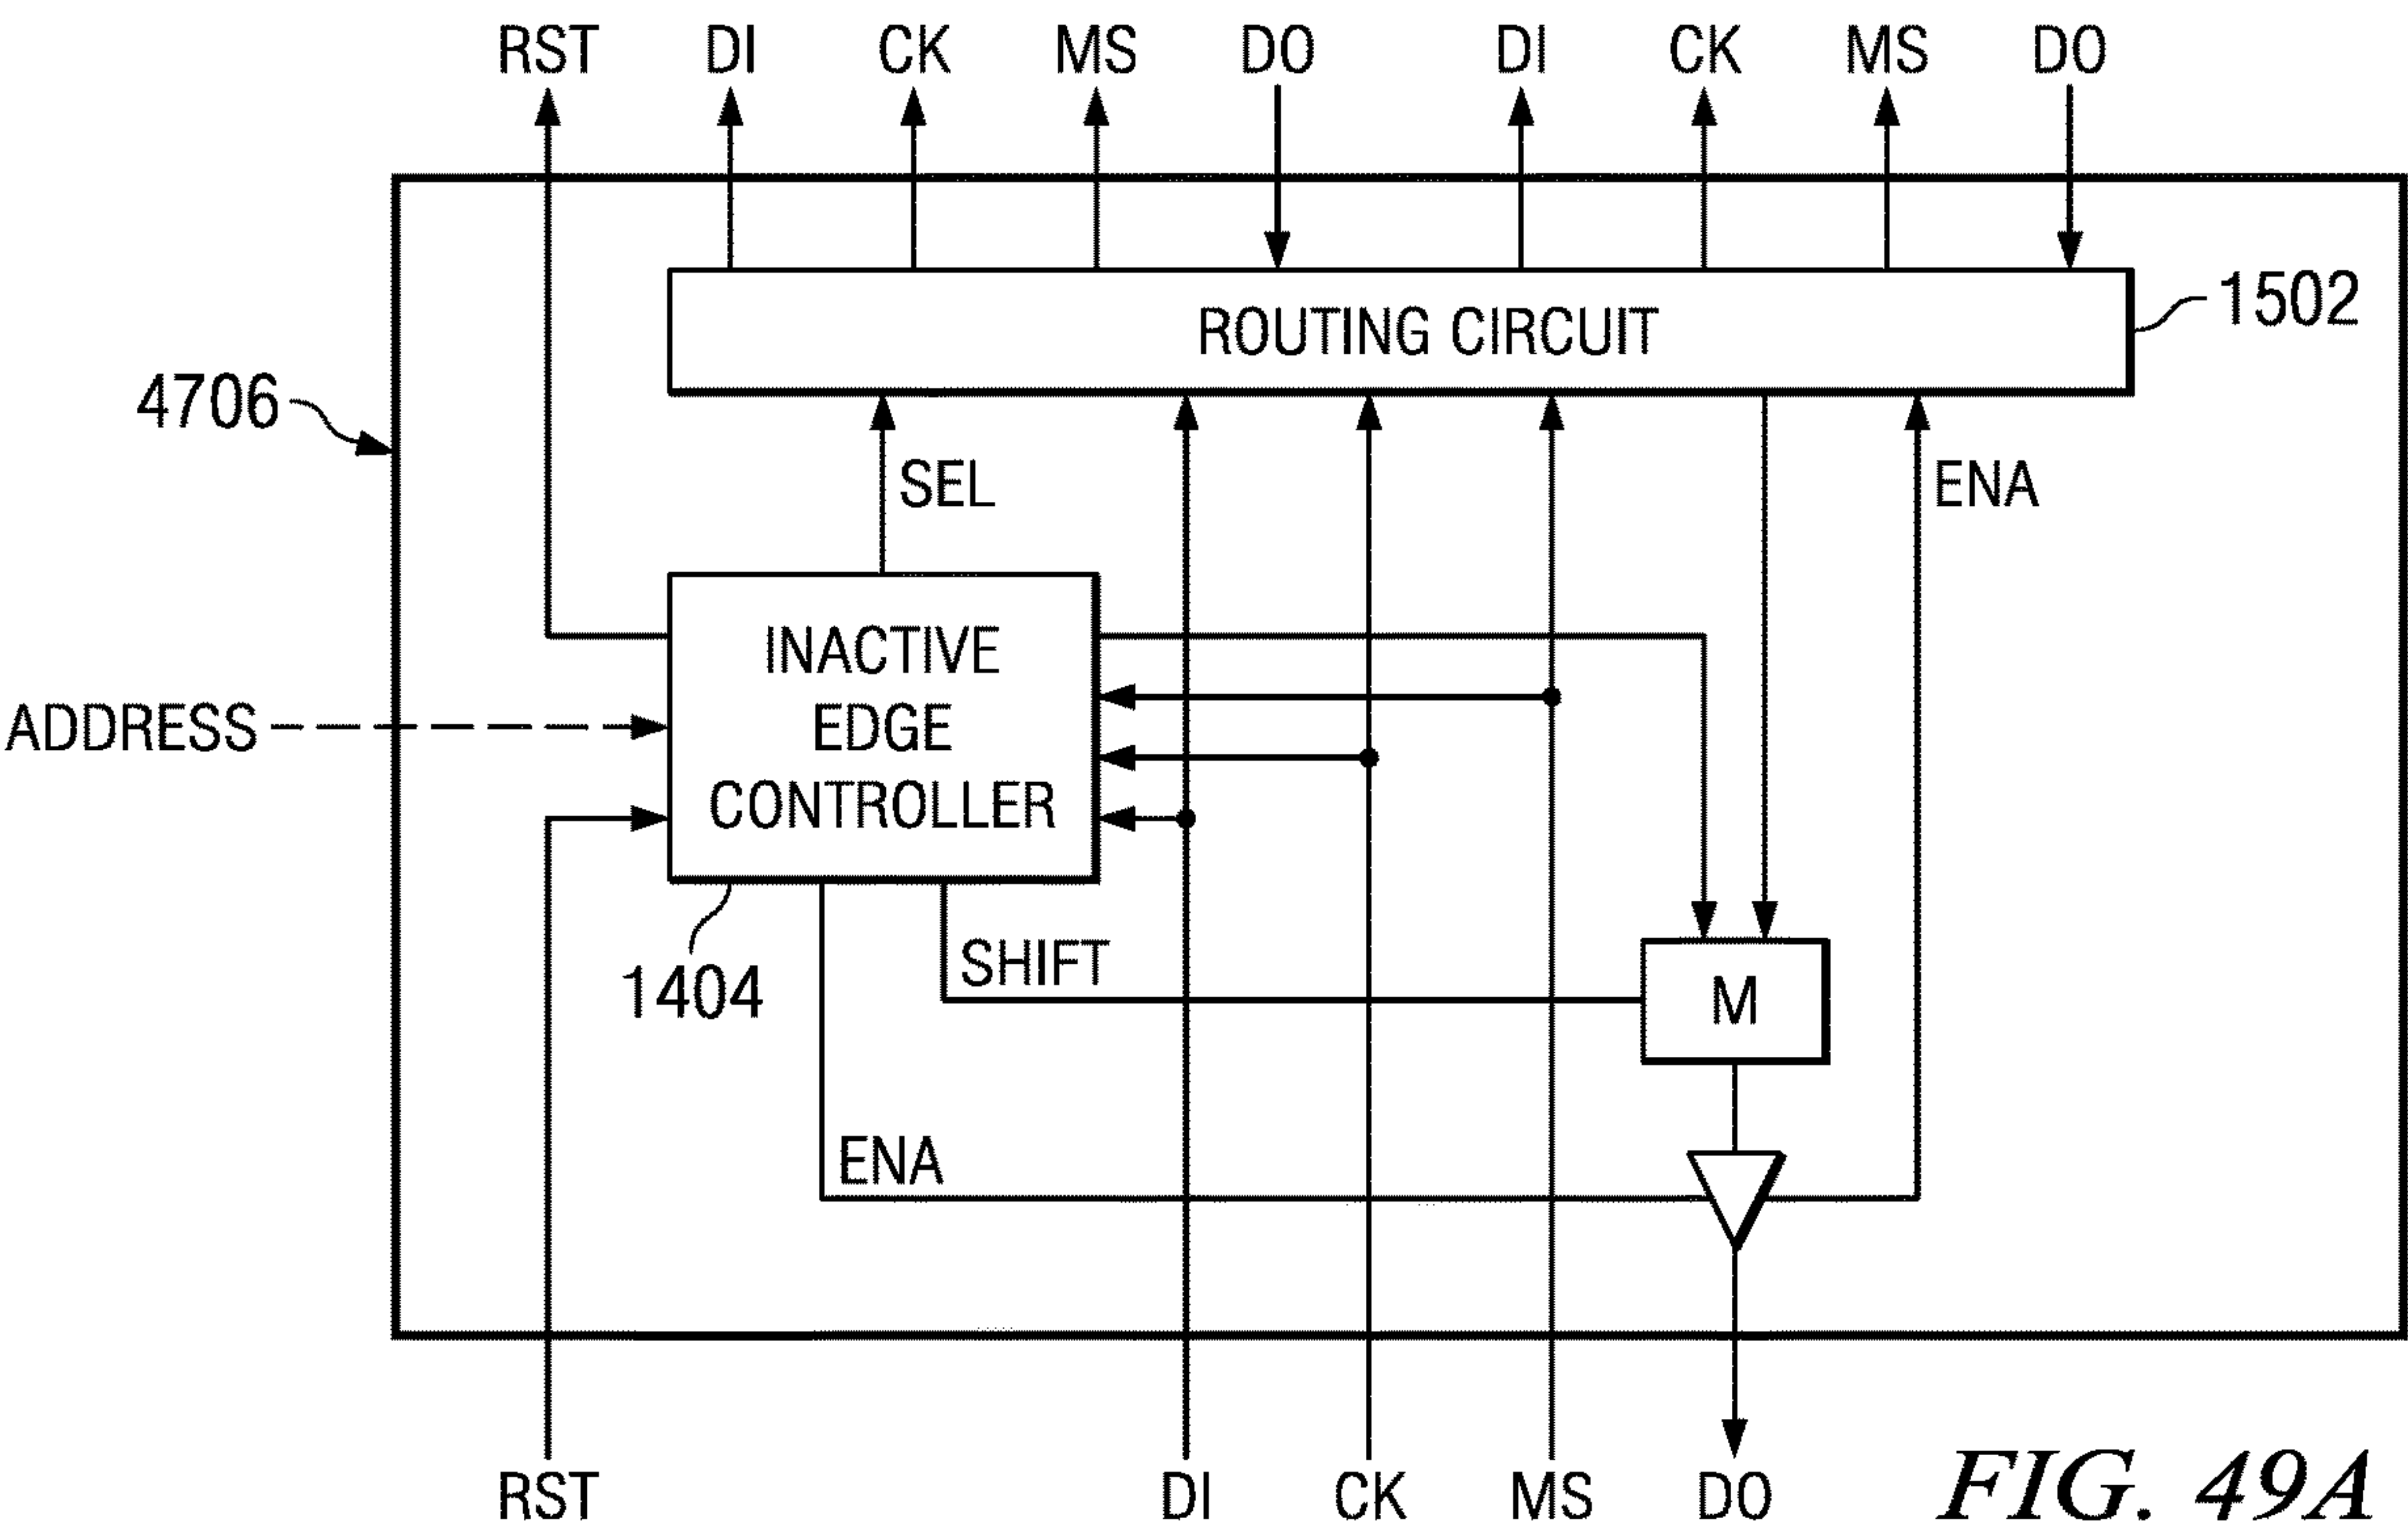 RST DI CK MS DO DI CK MS DO
ROUTING CIRCUIT
1502
4706
SEL
ENA
INACTIVE
EDGE
CONTROLLER
ADDRESS
1404
SHIFT
M
ENA
RST DI CK MS DO
FIG. 49A